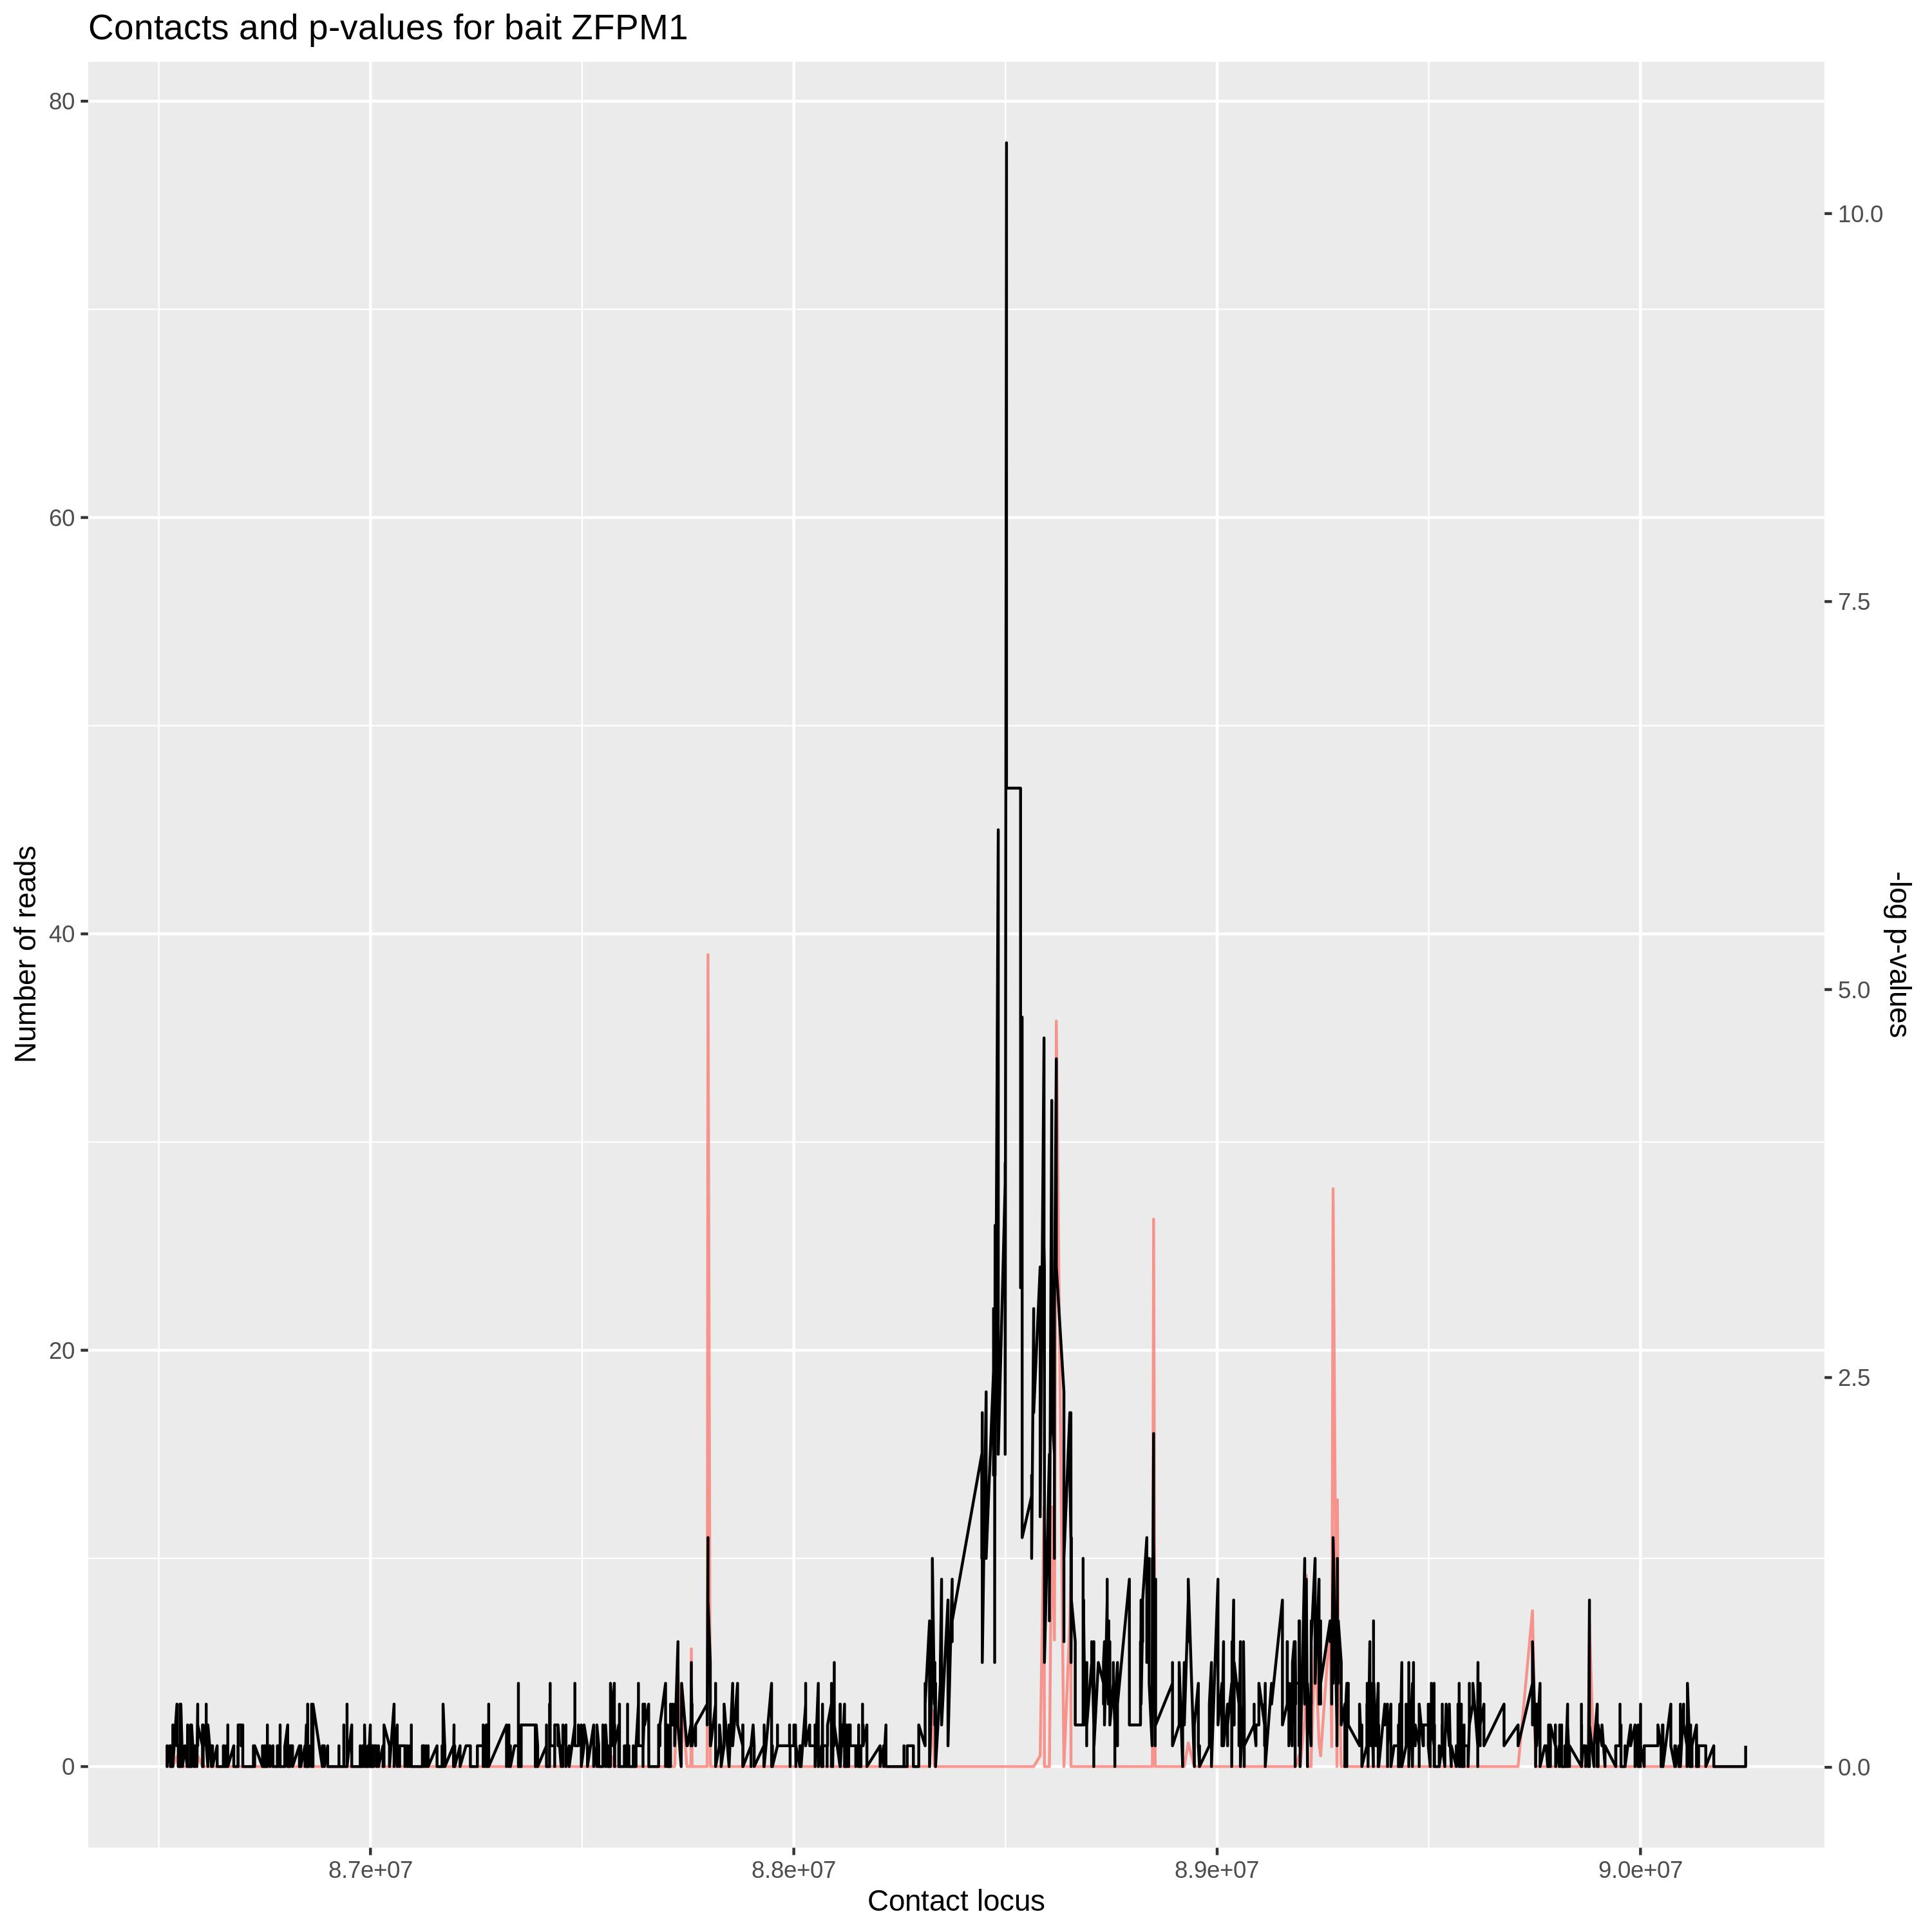 Contacts and p-values for bait ZFPM1
80
60
40
20
0
Number of reads
10.0
7.5
5.0
2.5
0.0
-log p-values
8.7e+07
8.8e+07
8.9e+07
9.0e+07
Contact locus